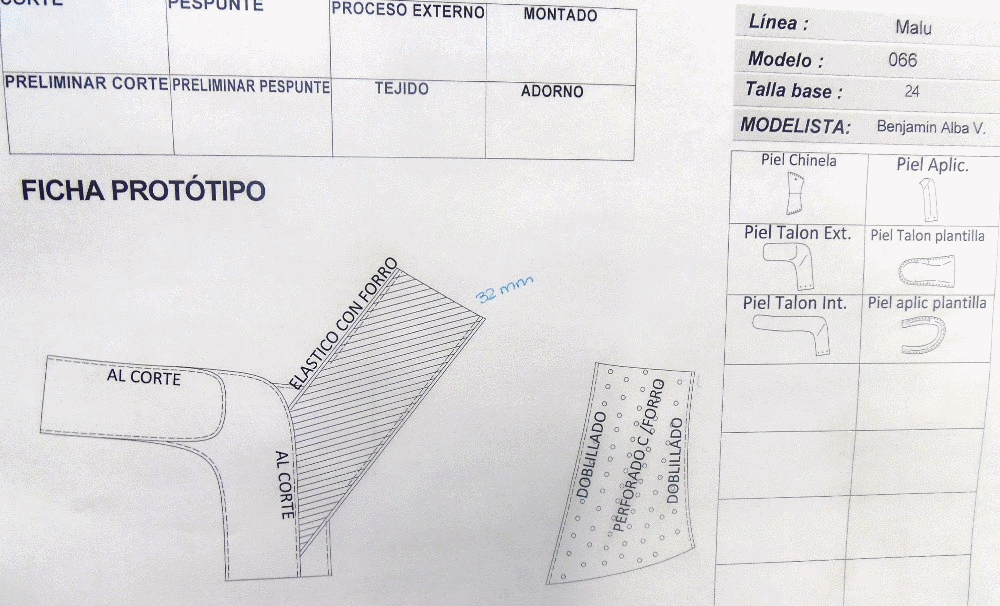 CORTE
PESPUNTE
PROCESO EXTERNO
MONTADO
PRELIMINAR CORTE
PRELIMINAR PESPUNTE
TEJIDO
ADORNO
Línea : Malu
Modelo : 066
Talla base : 24
MODELISTA: Benjamin Alba V.
Piel Chinela
Piel Aplic.
Piel Talon Ext.
Piel Talon plantilla
Piel Talon Int.
Piel aplic plantilla
FICHA PROTÓTIPO
ELASTICO CON FORRO
32 mm
AL CORTE
AL CORTE
DOBLILLADO
PERFORADO C /FORRO
DOBLILLADO